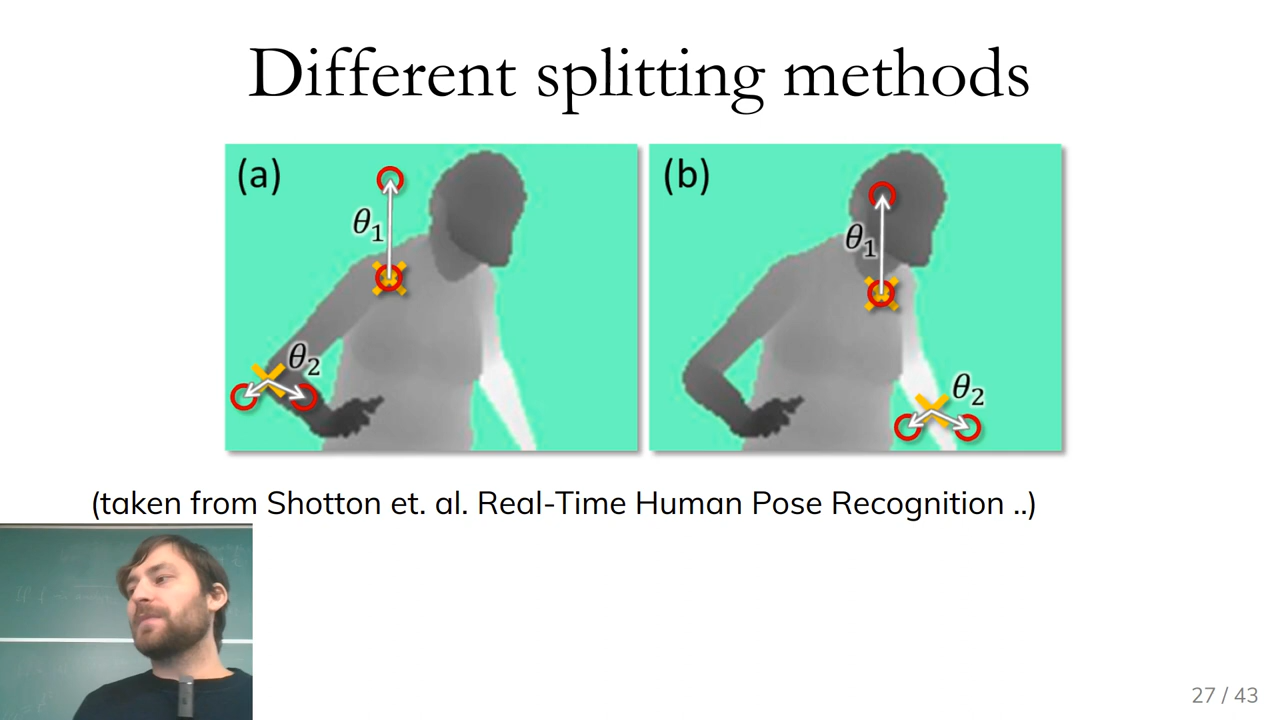 Different splitting methods
(a)
θ1
θ2
(b)
θ1
θ2
(taken from Shotton et. al. Real-Time Human Pose Recognition ..)
27 / 43